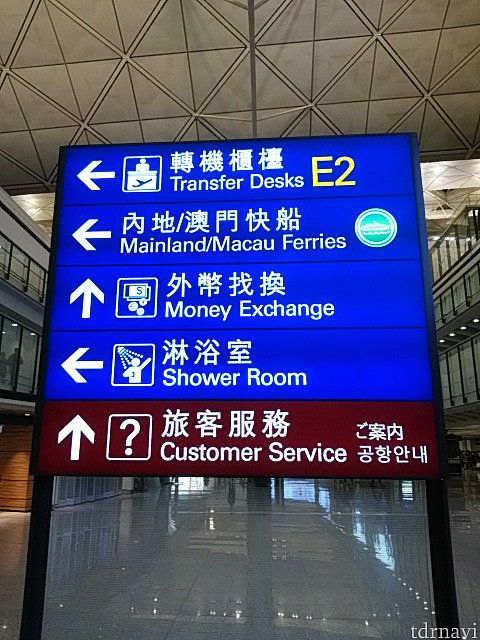 轉機櫃檯 E2
Transfer Desks
內地/澳門快船
Mainland/Macau Ferries
外幣找換
Money Exchange
淋浴室
Shower Room
?
旅客服務 ご案内
Customer Service 공항안내
tdrnavi